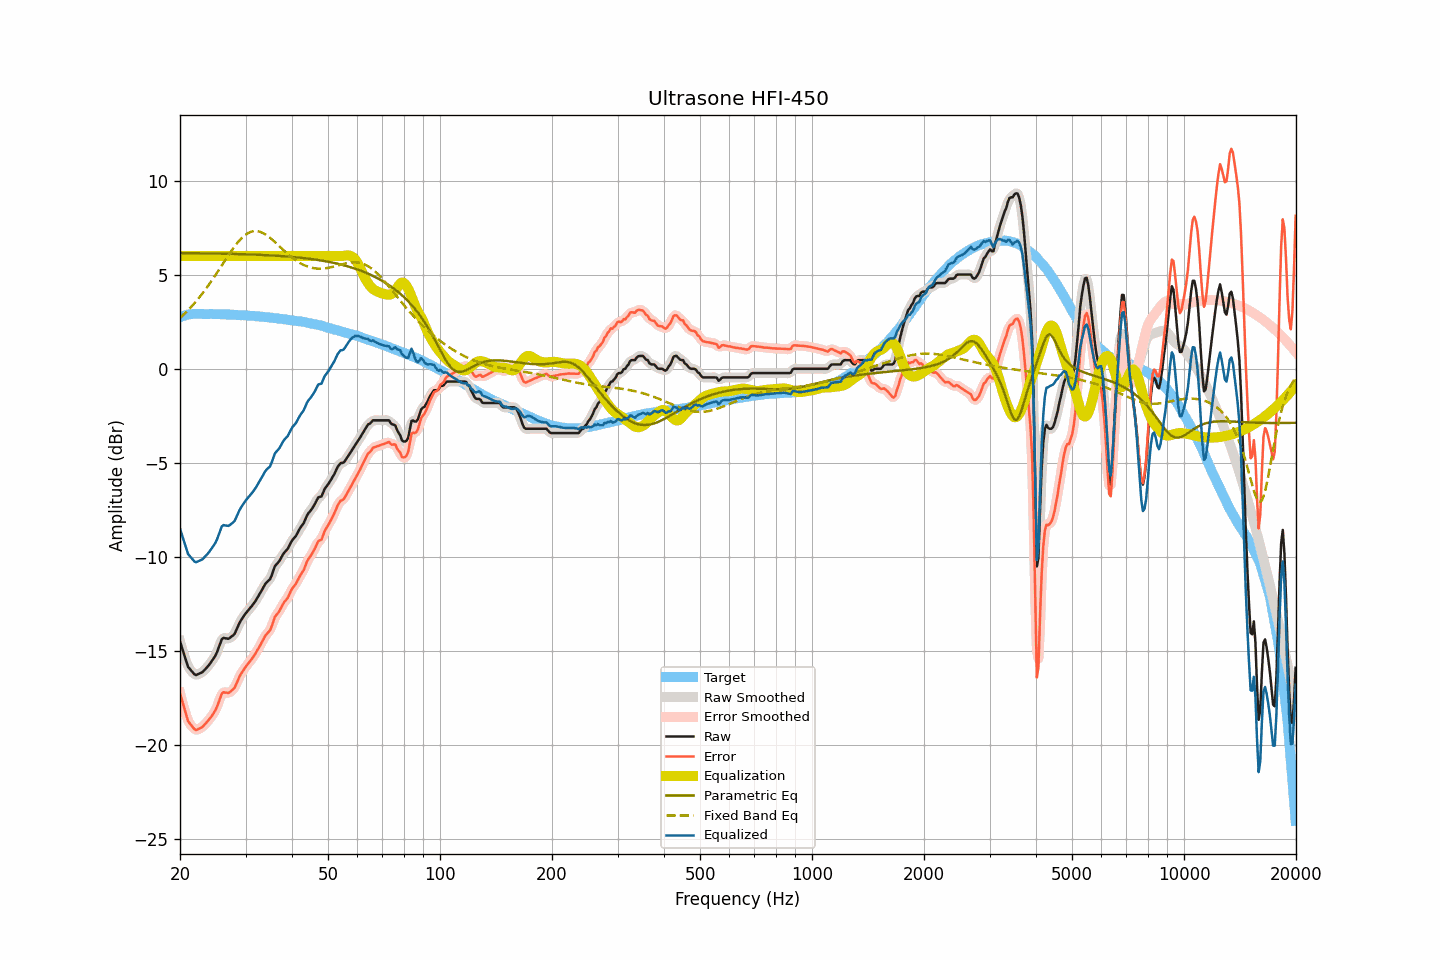 Ultrasone HFI-450
Amplitude (dBr)
10
5
0
−5
−10
−15
−20
−25
Target
Raw Smoothed
Error Smoothed
Raw
Error
Equalization
Parametric Eq
Fixed Band Eq
Equalized
20 50 100 200 500 1000 2000 5000 10000 20000
Frequency (Hz)